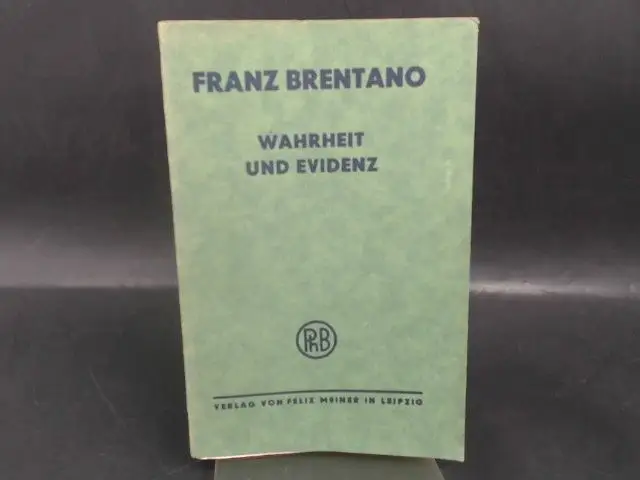 FRANZ BRENTANO
WAHRHEIT
UND EVIDENZ
PhB
VERLAG VON FELIX MEINER IN LEIPZIG